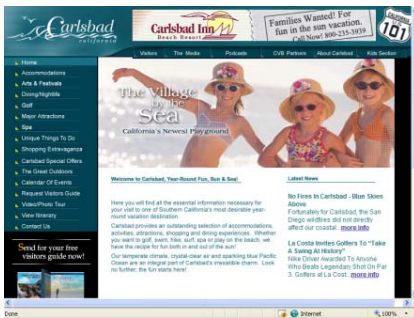 Carlsbad
california
Carlsbad Inn
Beach Resort
Families Wanted! For
fun in the sun vacation.
Call Now! 800-235-3939
CALIFORNIA
101
Visitors The Media Podcasts CVB Partners About Carlsbad Kids Section
Home
Accommodations
Arts & Festivals
Dining/Nightlife
Golf
Major Attractions
Spa
Unique Things To Do
Shopping Extravaganza
Carlsbad Special Offers
The Great Outdoors
Calendar Of Events
Request Visitors Guide
Video/Photo Tour
View Itinerary
Contact Us
Send for your free
visitors guide now!
The Village
by the
Sea
California's Newest Playground
Welcome to Carlsbad, Year-Round Fun, Sun & Sea!
Here you will find all the essential information necessary for
your visit to one of Southern California's most desirable year-
round vacation destination.
Carlsbad provides an outstanding selection of accommodations,
activities, attractions, shopping and dining experiences. Whether
you want to golf, swim, hike, surf, spa or play on the beach, we
have the recipe for fun both in and out of the sun!
Our temperate climate, crystal-clear air and sparkling blue Pacific
Ocean are an integral part of Carlsbad's irresistible charm. Look
no further, the fun starts here!
Latest News
No Fires In Carlsbad - Blue Skies
Above
Fortunately for Carlsbad, the San
Diego wildfires did not directly
affect our coastal.. more info
La Costa Invites Golfers To "Take
A Swing At History"
Nike Driver Awarded To Anyone
Who Beats Legendary Shot On Par
3 Golfers at La Cost.. more info
Done
Internet
100%